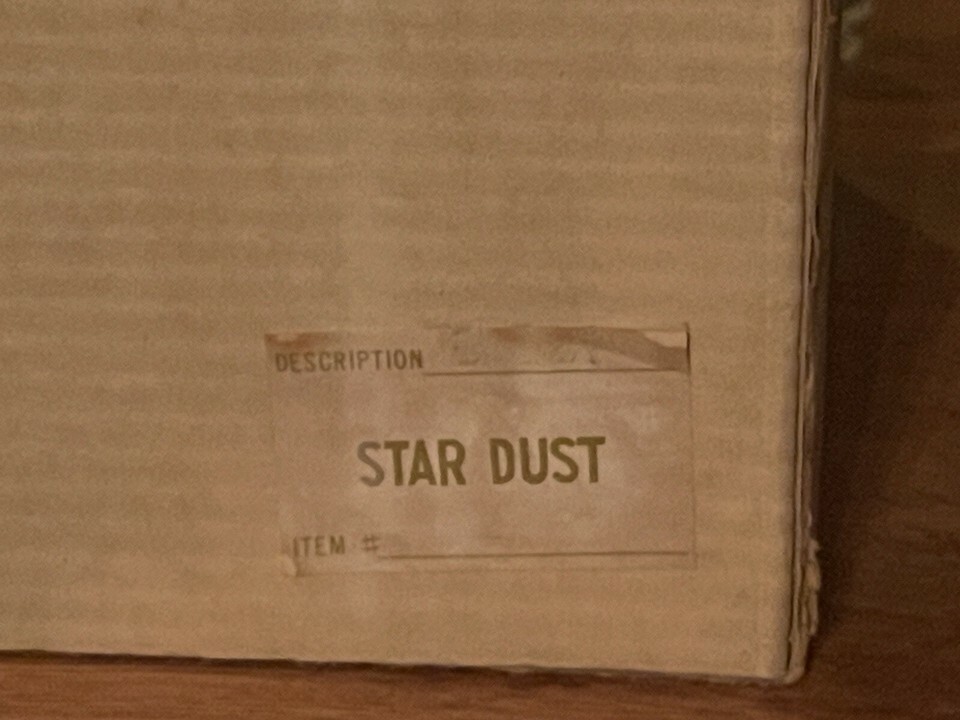 DESCRIPTION
STAR DUST
ITEM #